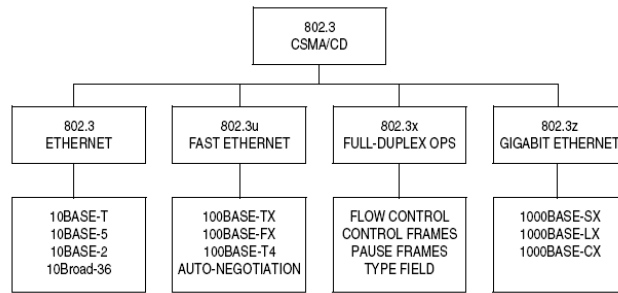 802.3
CSMA/CD
802.3
ETHERNET
802.3u
FAST ETHERNET
802.3x
FULL-DUPLEX OPS
802.3z
GIGABIT ETHERNET
10BASE-T
10BASE-5
10BASE-2
10Broad-36
100BASE-TX
100BASE-FX
100BASE-T4
AUTO-NEGOTIATION
FLOW CONTROL
CONTROL FRAMES
PAUSE FRAMES
TYPE FIELD
1000BASE-SX
1000BASE-LX
1000BASE-CX